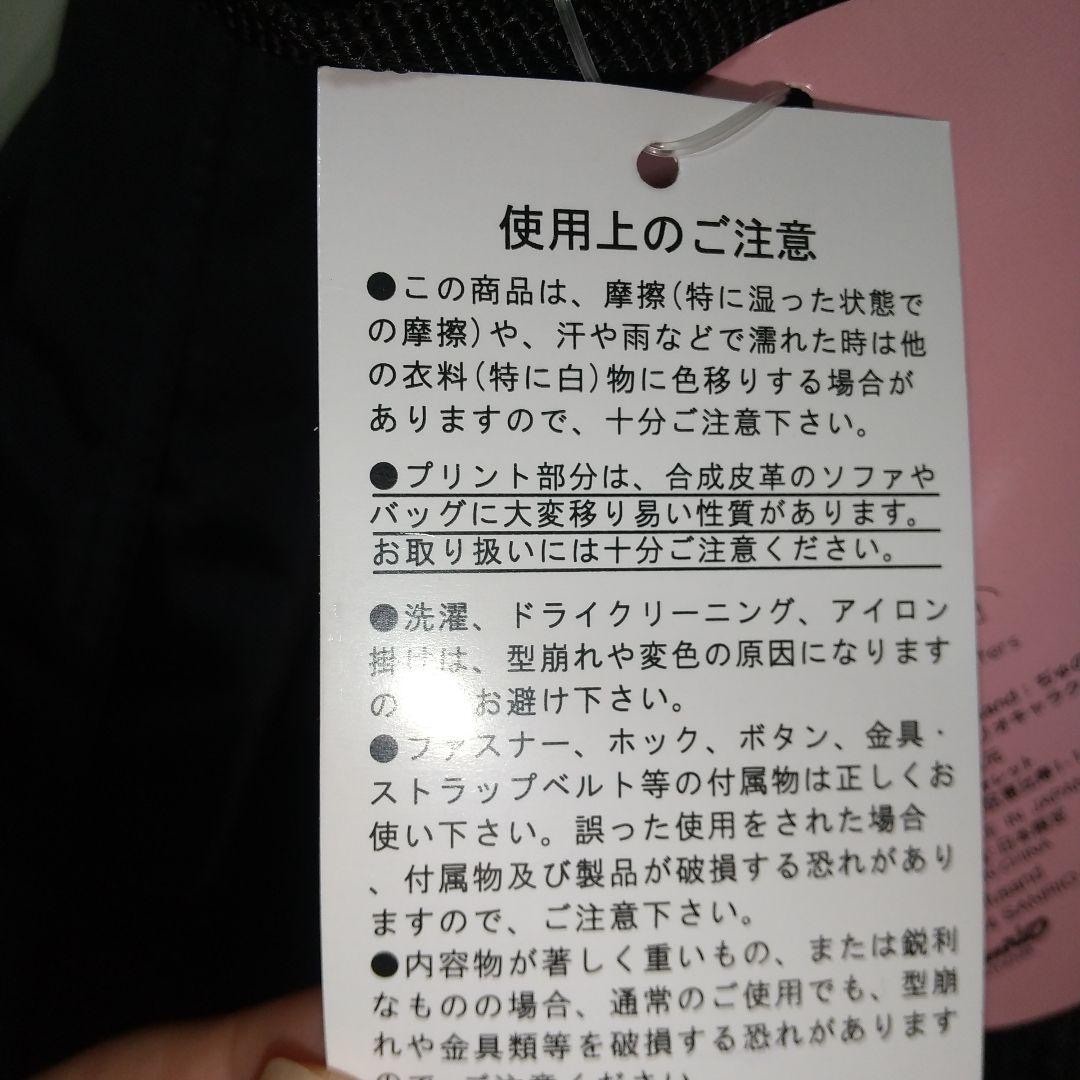 使用上のご注意
●この商品は、摩擦(特に湿った状態で
の摩擦)や、汗や雨などで濡れた時は他
の衣料(特に白)物に色移りする場合が
ありますので、十分ご注意下さい。
●プリント部分は、合成皮革のソファや
バッグに大変移り易い性質があります。
お取り扱いには十分ご注意ください。
●洗濯、ドライクリーニング、アイロン
掛けは、型崩れや変色の原因になります
の お避け下さい。
●ファスナー、ホック、ボタン、金具・
ストラップベルト等の付属物は正しくお
使い下さい。誤った使用をされた場合
、付属物及び製品が破損する恐れがあり
ますので、ご注意下さい。
●内容物が著しく重いもの、または鋭利
なものの場合、通常のご使用でも、型崩
れや金具類等を破損する恐れがあります
ので、ご注意ください。